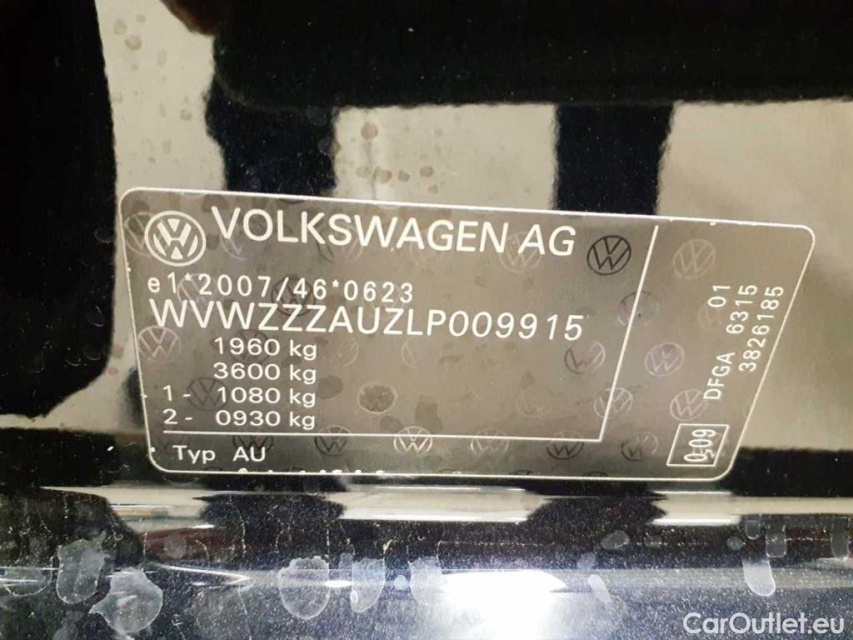 VOLKSWAGEN AG
e1*2007/46*0623
WVWZZZAUZLP009915
1960 kg
3600 kg
1- 1080 kg
2- 0930 kg
Typ AU
01
DFGA 6315
3826185
0,09
CarOutlet.eu